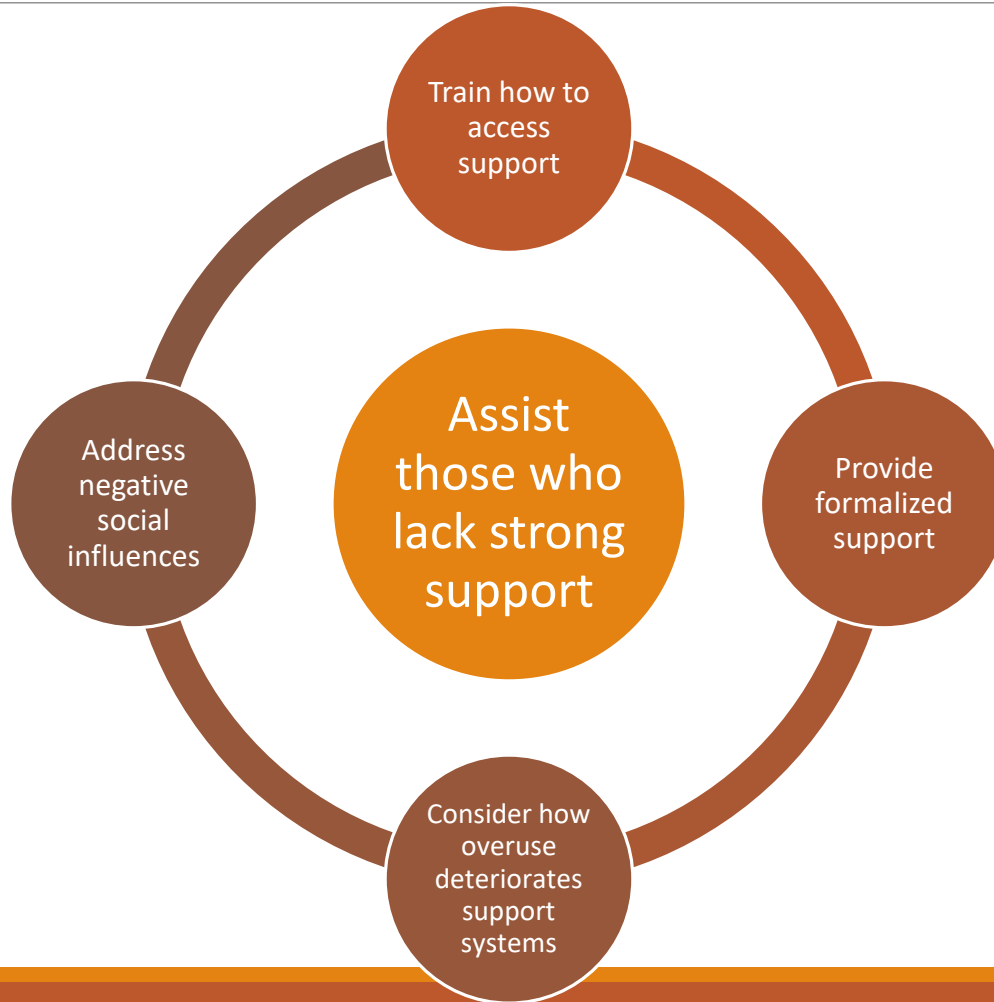 Train how to
access
support
Address
negative
social
influences
Assist
those who
lack strong
support
Provide
formalized
support
Consider how
overuse
deteriorates
support
systems